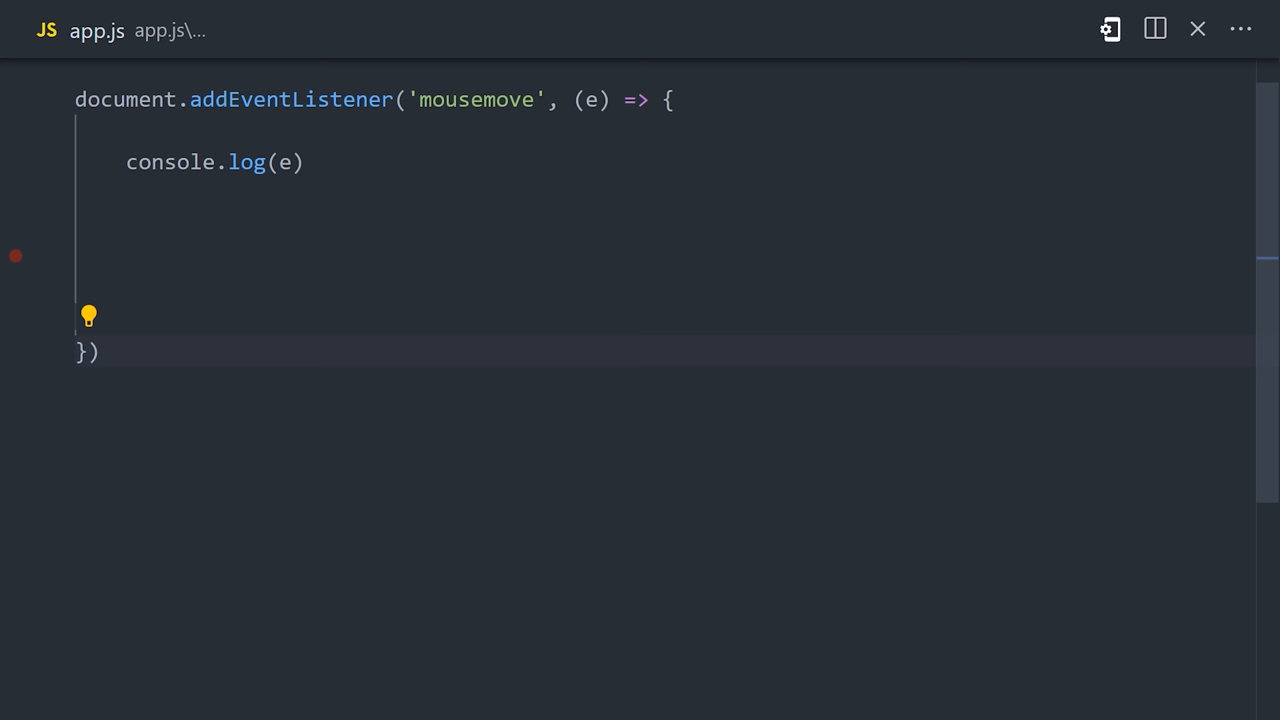 JS app.js app.js\...
document.addEventListener('mousemove', (e) => {
console.log(e)
})